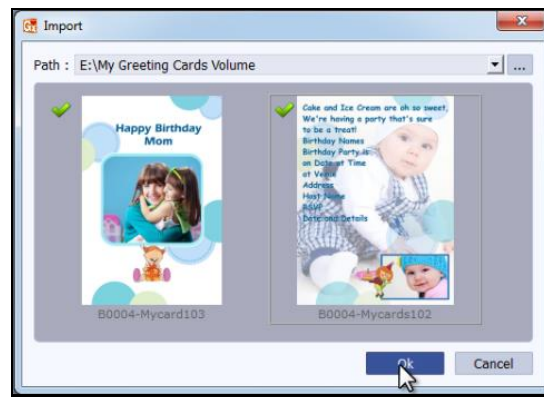 Import
Path : E:\My Greeting Cards Volume
...
Happy Birthday
Mom
Cake and Ice Cream are oh so sweet,
We're having a party that's sure
to be a treat!
Birthday Names
Birthday Party is
on Date at Time
at Venue
Address
Host Name
RSVP
Date and Details
B0004-Mycard103
B0004-Mycards102
Ok
Cancel